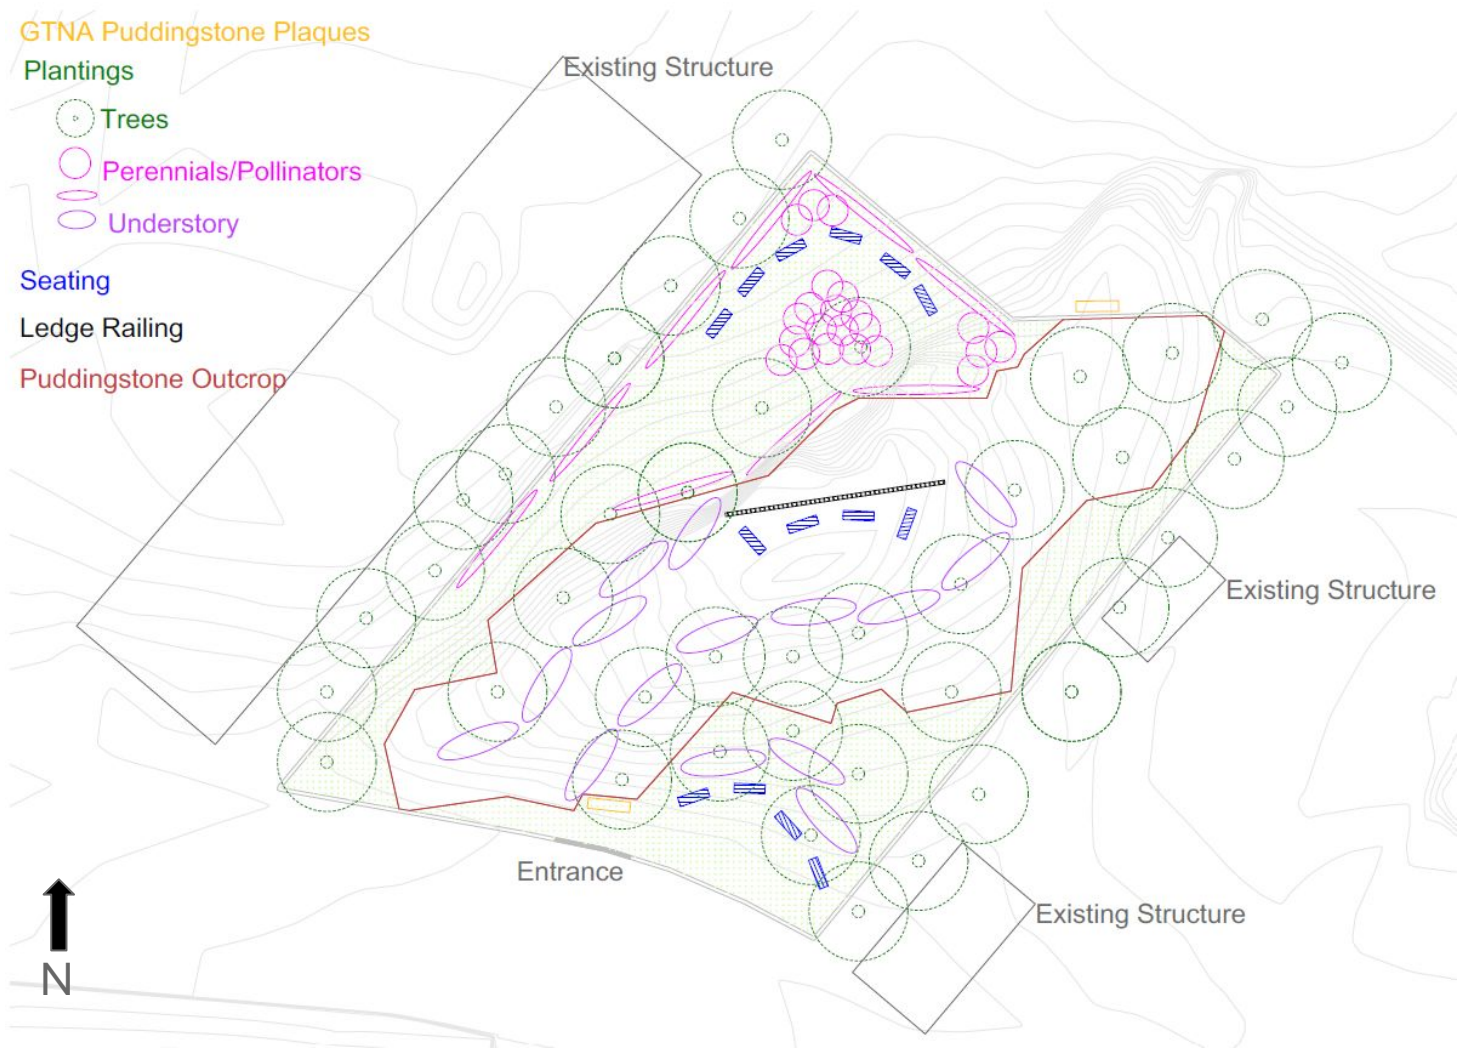 GTNA Puddingstone Plaques
Plantings
Trees
Perennials/Pollinators
Understory
Seating
Ledge Railing
Puddingstone Outcrop
Existing Structure
Existing Structure
Entrance
Existing Structure
N